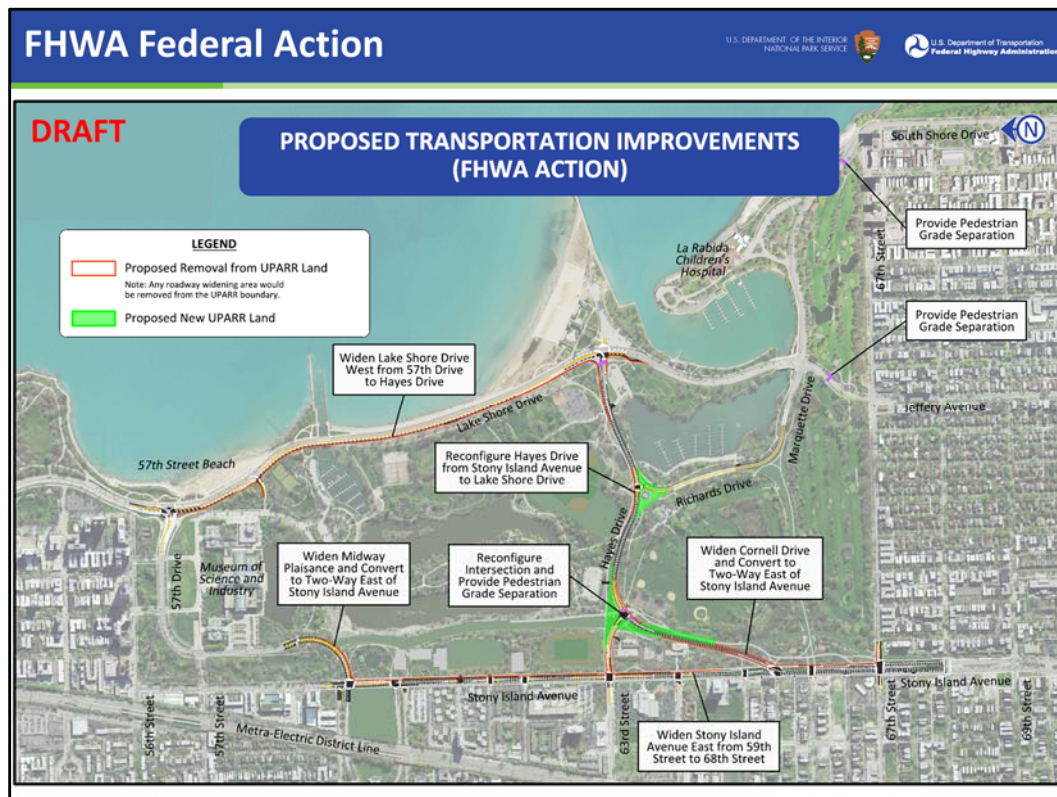 FHWA Federal Action
U.S. DEPARTMENT OF THE INTERIOR
NATIONAL PARK SERVICE
U.S. Department of Transportation
Federal Highway Administration
DRAFT
PROPOSED TRANSPORTATION IMPROVEMENTS
(FHWA ACTION)
South Shore Drive
N
LEGEND
Proposed Removal from UPARR Land
Note: Any roadway widening area would
be removed from the UPARR boundary.
Proposed New UPARR Land
La Rabida
Children's
Hospital
67th Street
Provide Pedestrian
Grade Separation
Provide Pedestrian
Grade Separation
Widen Lake Shore Drive
West from 57th Drive
to Hayes Drive
Lake Shore Drive
Marquette Drive
Jeffery Avenue
57th Street Beach
Reconfigure Hayes Drive
from Stony Island Avenue
to Lake Shore Drive
Richards Drive
Hayes Drive
57th Drive
Museum of
Science and
Industry
Widen Midway
Plaisance and Convert
to Two-Way East of
Stony Island Avenue
Reconfigure
Intersection and
Provide Pedestrian
Grade Separation
Widen Cornell Drive
and Convert to
Two-Way East of
Stony Island Avenue
Stony Island Avenue
Stony Island Avenue
56th Street
57th Street
Metra-Electric District Line
63rd Street
Widen Stony Island
Avenue East from 59th
Street to 68th Street
67th Street
69th Street